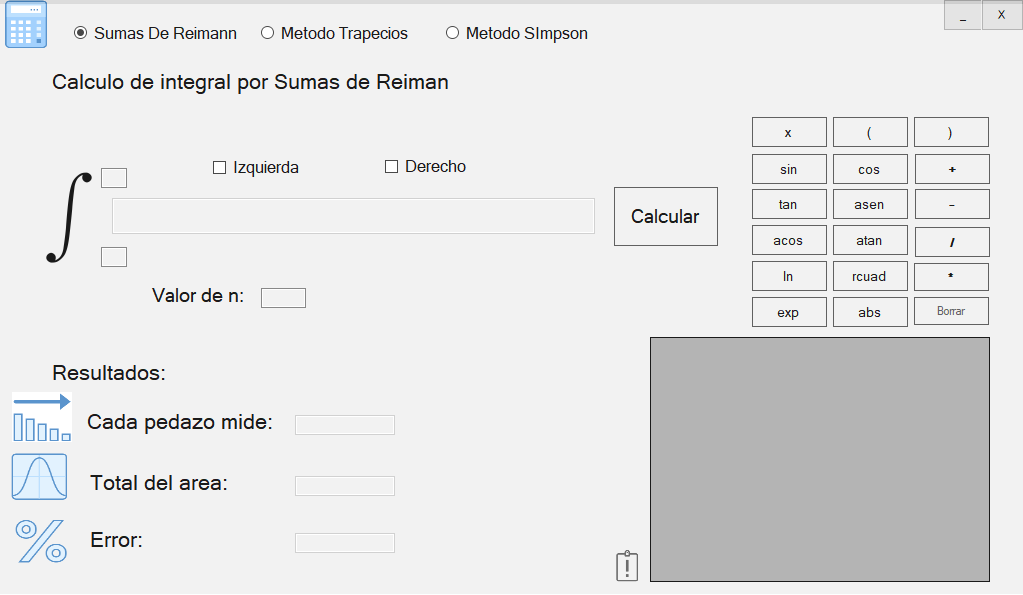 _ X
Sumas De Reimann Metodo Trapecios Metodo SImpson
Calculo de integral por Sumas de Reiman
x ( )
Izquierda Derecho
sin cos +
tan asen -
Calcular
acos atan /
ln rcuad *
Valor de n:
exp abs Borrar
Resultados:
Cada pedazo mide:
Total del area:
Error: